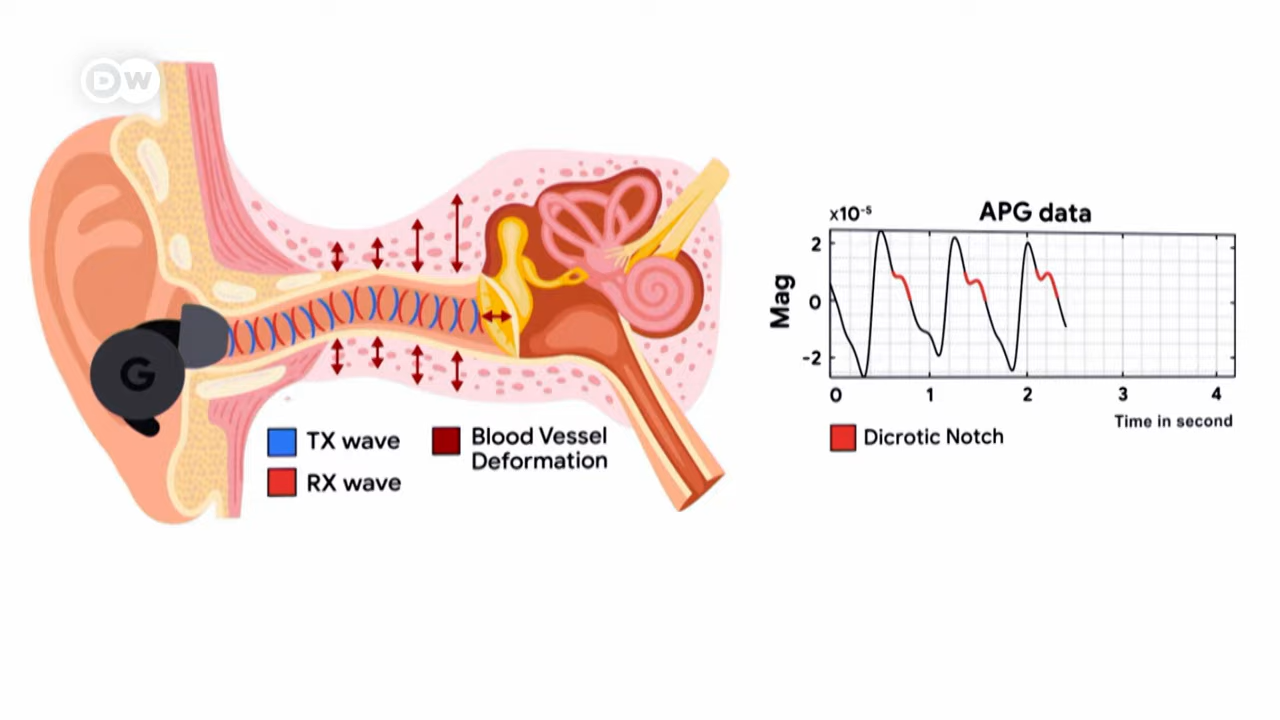 DW
G
TX wave
RX wave
Blood Vessel
Deformation
x10⁻⁵
APG data
Mag
2
0
-2
0 1 2 3 4
Time in second
Dicrotic Notch